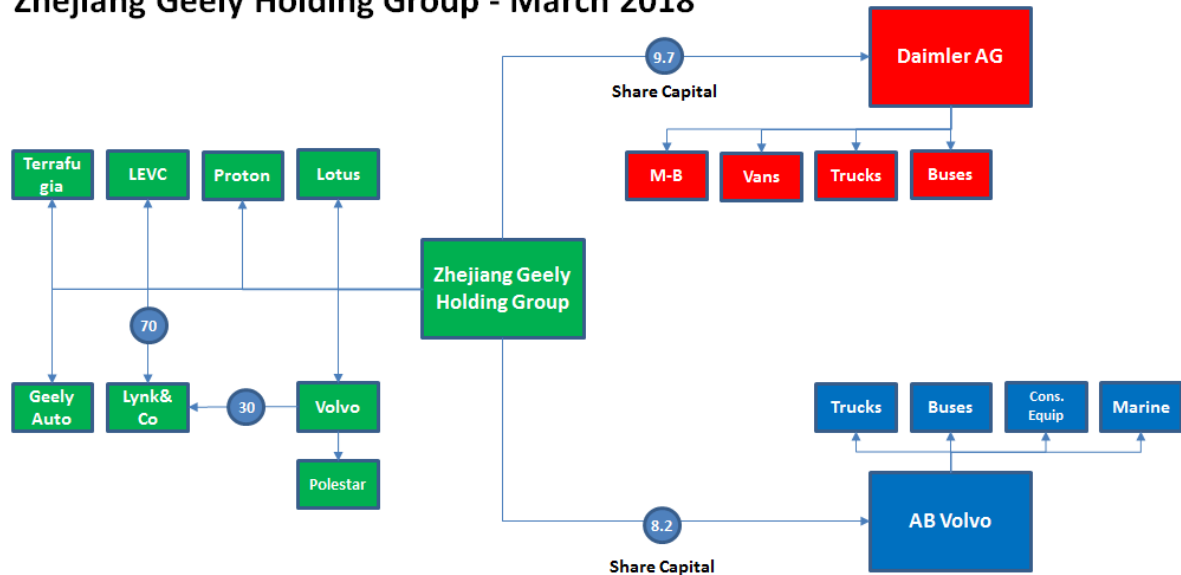 Zhejiang Geely Holding Group - March 2018
9.7
Share Capital
Daimler AG
M-B
Vans
Trucks
Buses
Terrafu
gia
LEVC
Proton
Lotus
Zhejiang Geely
Holding Group
70
Geely
Auto
Lynk&
Co
30
Volvo
Polestar
Trucks
Buses
Cons.
Equip
Marine
8.2
Share Capital
AB Volvo